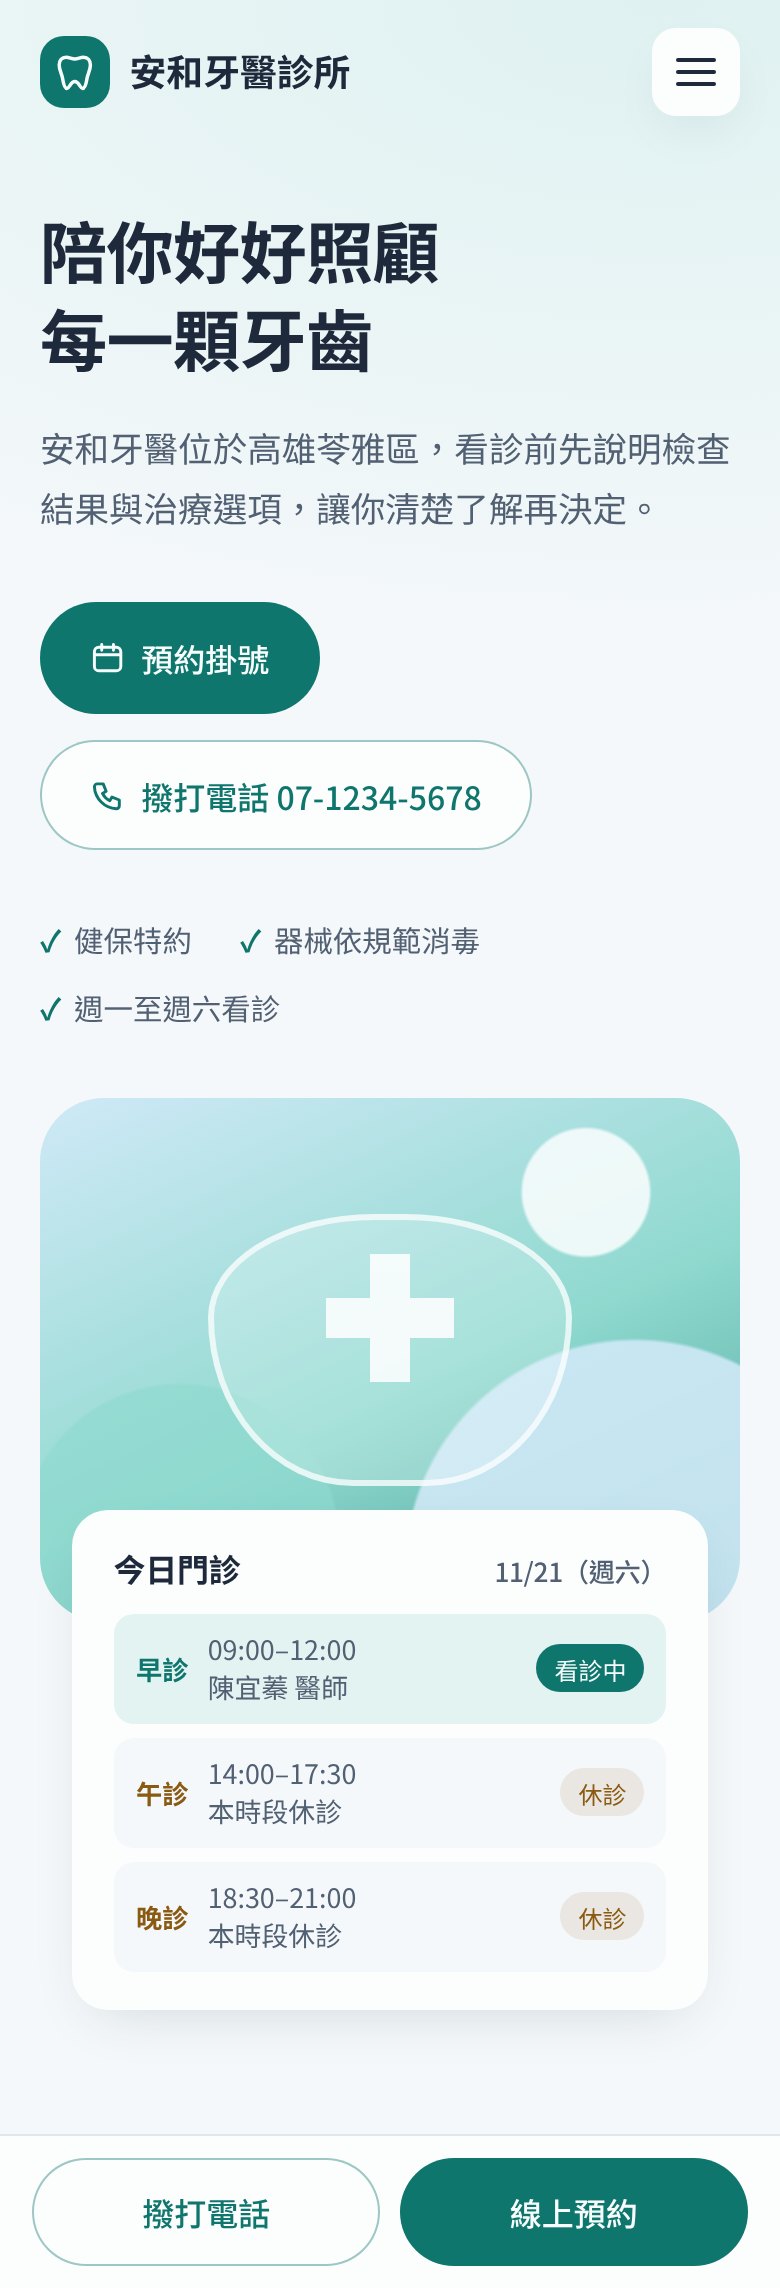 安和牙醫診所
陪你好好照顧
每一顆牙齒
安和牙醫位於高雄苓雅區，看診前先說明檢查
結果與治療選項，讓你清楚了解再決定。
預約掛號
撥打電話 07-1234-5678
✓ 健保特約 ✓ 器械依規範消毒
✓ 週一至週六看診
今日門診 11/21（週六）
早診 09:00–12:00 看診中
陳宜蓁 醫師
午診 14:00–17:30 休診
本時段休診
晚診 18:30–21:00 休診
本時段休診
撥打電話 線上預約